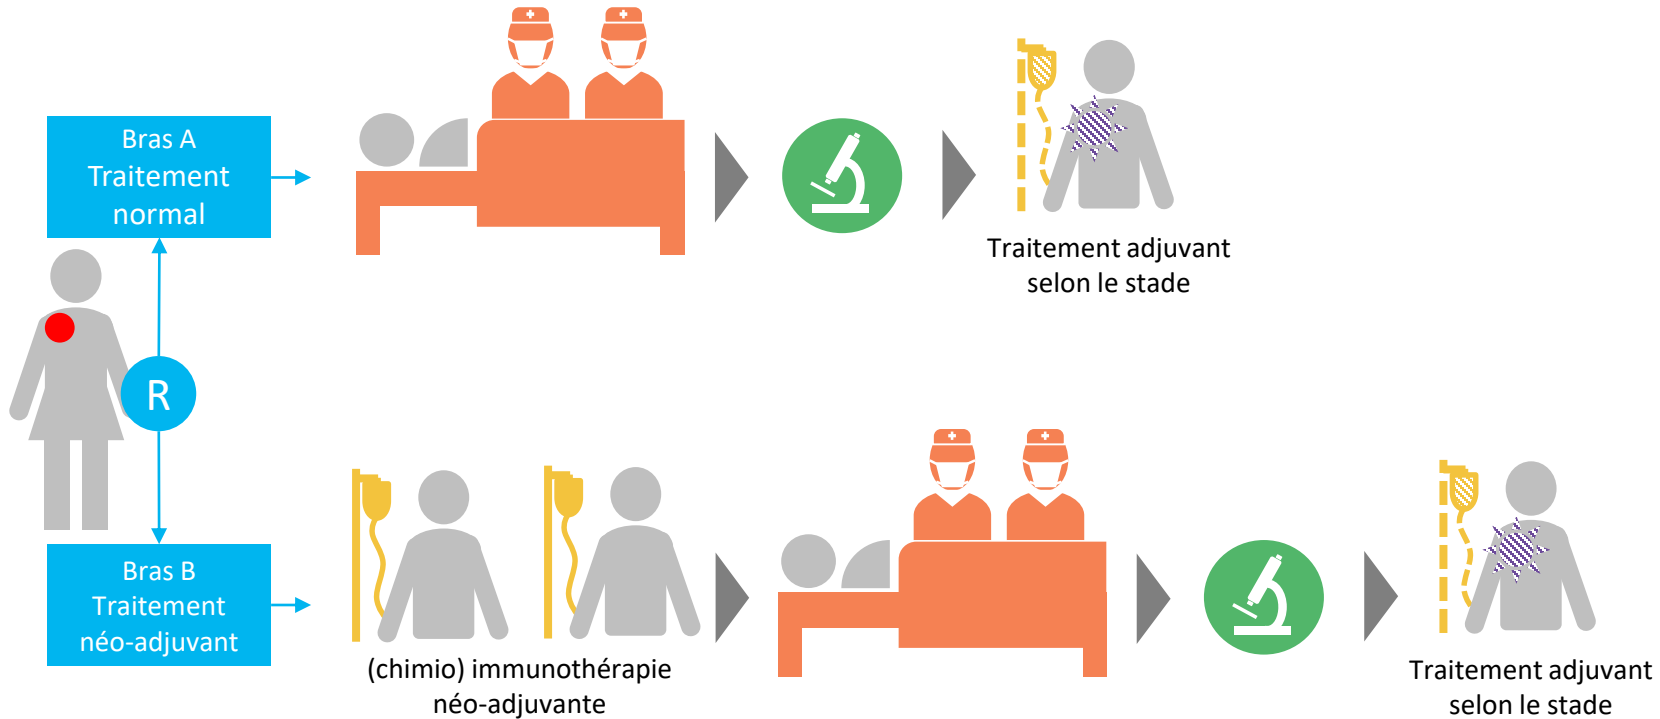 Bras A
Traitement
normal
Traitement adjuvant
selon le stade
R
Bras B
Traitement
néo-adjuvant
(chimio) immunothérapie
néo-adjuvante
Traitement adjuvant
selon le stade